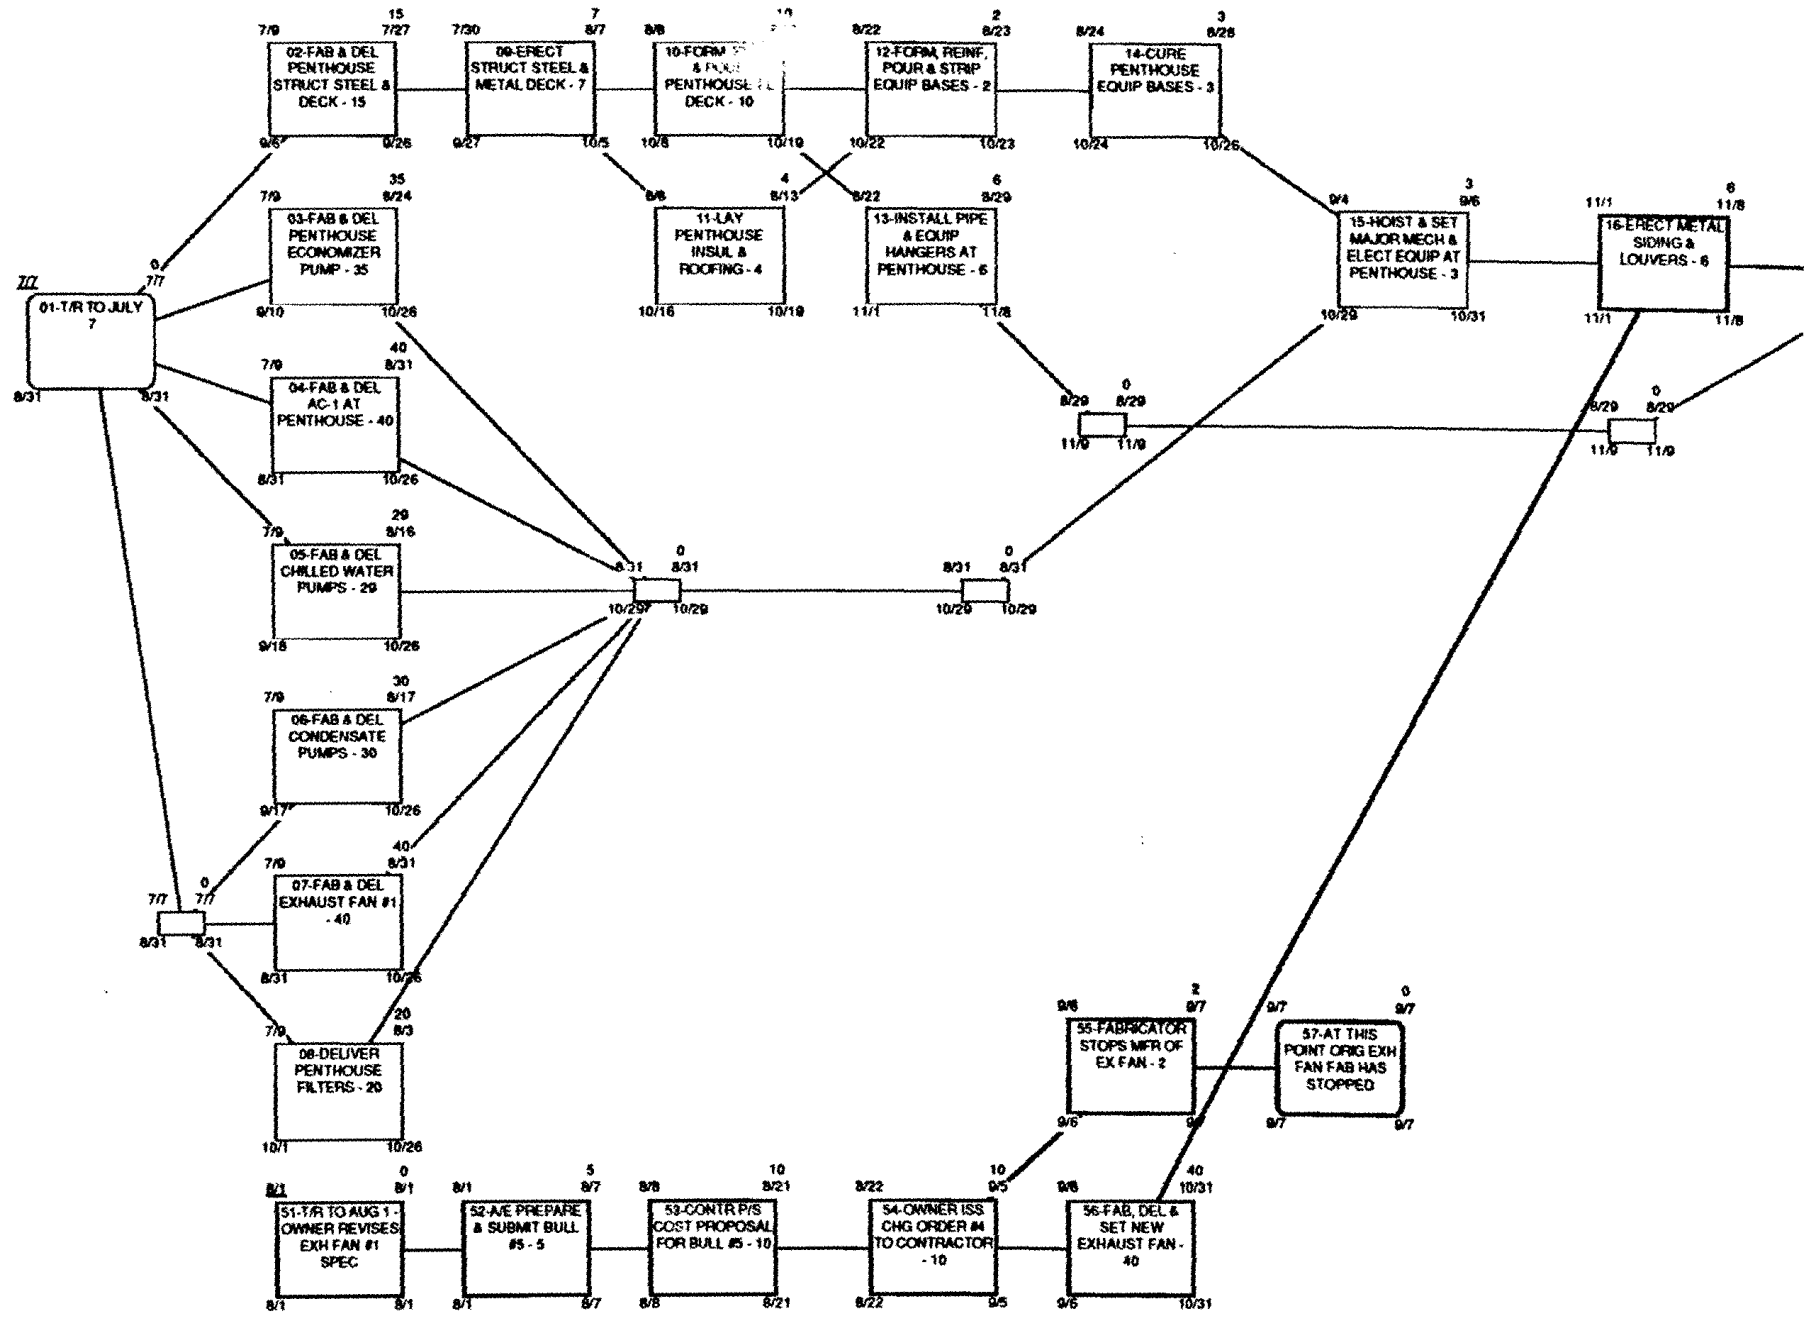 15
7/9 7/27
02-FAB & DEL
PENTHOUSE
STRUCT STEEL &
DECK - 15
9/6 9/26
7
7/30 8/7
09-ERECT
STRUCT STEEL &
METAL DECK - 7
9/27 10/5
8/8
10-FORM
& POUR
PENTHOUSE
DECK - 10
10/8 10/19
2
8/22 8/23
12-FORM, REINF,
POUR & STRIP
EQUIP BASES - 2
10/22 10/23
3
8/24 8/28
14-CURE
PENTHOUSE
EQUIP BASES - 3
10/24 10/26
35
7/9 8/24
03-FAB & DEL
PENTHOUSE
ECONOMIZER
PUMP - 35
9/10 10/26
4
8/8 8/13
11-LAY
PENTHOUSE
INSUL &
ROOFING - 4
10/16 10/19
6
8/22 8/29
13-INSTALL PIPE
& EQUIP
HANGERS AT
PENTHOUSE - 6
11/1 11/8
3
9/4 9/6
15-HOIST & SET
MAJOR MECH &
ELECT EQUIP AT
PENTHOUSE - 3
10/29 10/31
6
11/1 11/8
16-ERECT METAL
SIDING &
LOUVERS - 6
11/1 11/8
0
7/7 7/7
01-T/R TO JULY
7
8/31 8/31
40
7/9 8/31
04-FAB & DEL
AC-1 AT
PENTHOUSE - 40
8/31 10/26
0
8/29 8/29
11/9 11/9
0
8/29 8/29
11/9 11/9
29
7/9 8/16
05-FAB & DEL
CHILLED WATER
PUMPS - 29
9/18 10/26
0
8/31 8/31
10/29 10/29
0
8/31 8/31
10/29 10/29
30
7/9 8/17
06-FAB & DEL
CONDENSATE
PUMPS - 30
9/17 10/26
40
7/9 8/31
07-FAB & DEL
EXHAUST FAN #1
- 40
8/31 10/26
0
7/7 7/7
8/31 8/31
20
7/9 8/3
08-DELIVER
PENTHOUSE
FILTERS - 20
10/1 10/26
2
9/6 9/7
55-FABRICATOR
STOPS MFR OF
EX FAN - 2
9/6 9/7
0
9/7 9/7
57-AT THIS
POINT ORIG EXH
FAN FAB HAS
STOPPED
9/7 9/7
0
8/1 8/1
51-T/R TO AUG 1 -
OWNER REVISES
EXH FAN #1
SPEC
8/1 8/1
5
8/1 8/7
52-A/E PREPARE
& SUBMIT BULL
#5 - 5
8/1 8/7
10
8/8 8/21
53-CONTR P/S
COST PROPOSAL
FOR BULL #5 - 10
8/8 8/21
10
8/22 9/5
54-OWNER ISS
CHG ORDER #4
TO CONTRACTOR
- 10
8/22 9/5
40
9/6 10/31
56-FAB, DEL &
SET NEW
EXHAUST FAN -
40
9/6 10/31